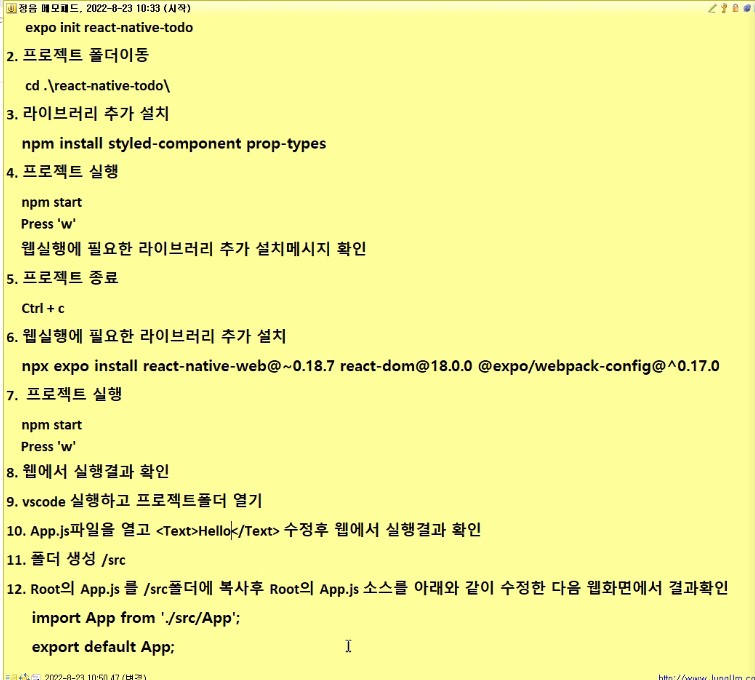 정음 메모패드, 2022-8-23 10:33 (시작)
expo init react-native-todo
2. 프로젝트 폴더이동
cd .\react-native-todo\
3. 라이브러리 추가 설치
npm install styled-component prop-types
4. 프로젝트 실행
npm start
Press 'w'
웹실행에 필요한 라이브러리 추가 설치메시지 확인
5. 프로젝트 종료
Ctrl + c
6. 웹실행에 필요한 라이브러리 추가 설치
npx expo install react-native-web@~0.18.7 react-dom@18.0.0 @expo/webpack-config@^0.17.0
7. 프로젝트 실행
npm start
Press 'w'
8. 웹에서 실행결과 확인
9. vscode 실행하고 프로젝트폴더 열기
10. App.js파일을 열고 <Text>Hello</Text> 수정후 웹에서 실행결과 확인
11. 폴더 생성 /src
12. Root의 App.js 를 /src폴더에 복사후 Root의 App.js 소스를 아래와 같이 수정한 다음 웹화면에서 결과확인
import App from './src/App';
export default App;
2022-8-23 10:50:47 (변경)